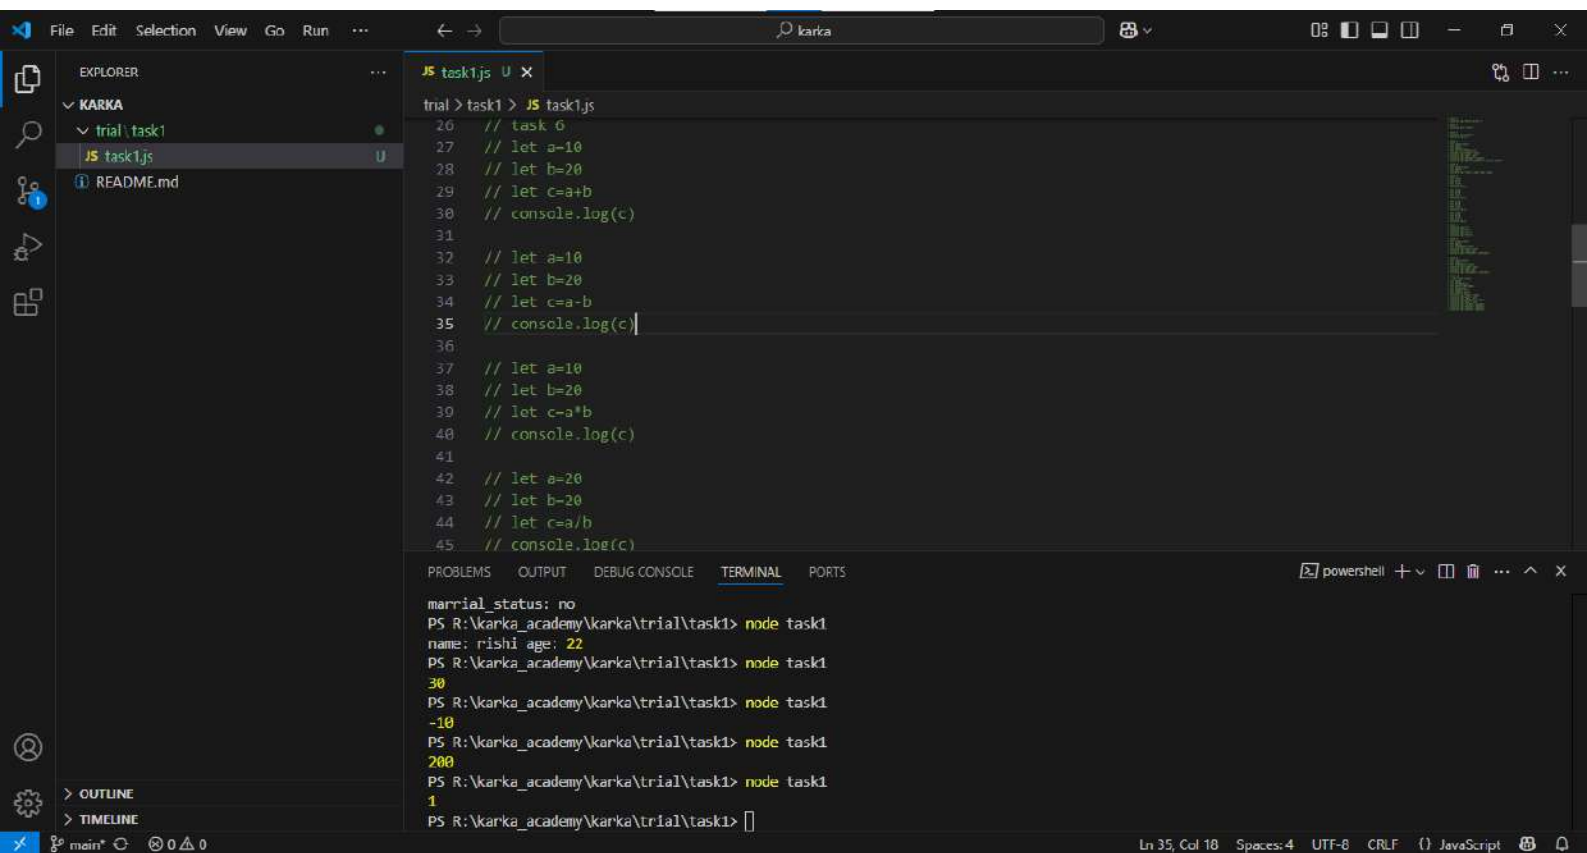 File Edit Selection View Go Run ...
karka
EXPLORER
KARKA
trial\task1
JS task1.js U
README.md
OUTLINE
TIMELINE
JS task1.js U
trial > task1 > JS task1.js
26 // task 6
27 // let a=10
28 // let b=20
29 // let c=a+b
30 // console.log(c)
31
32 // let a=10
33 // let b=20
34 // let c=a-b
35 // console.log(c)
36
37 // let a=10
38 // let b=20
39 // let c=a*b
40 // console.log(c)
41
42 // let a=20
43 // let b=20
44 // let c=a/b
45 // console.log(c)
PROBLEMS OUTPUT DEBUG CONSOLE TERMINAL PORTS
powershell
marrial_status: no
PS R:\karka_academy\karka\trial\task1> node task1
name: rishi age: 22
PS R:\karka_academy\karka\trial\task1> node task1
30
PS R:\karka_academy\karka\trial\task1> node task1
-10
PS R:\karka_academy\karka\trial\task1> node task1
200
PS R:\karka_academy\karka\trial\task1> node task1
1
PS R:\karka_academy\karka\trial\task1>
main* 0 0 Ln 35, Col 18 Spaces: 4 UTF-8 CRLF {} JavaScript